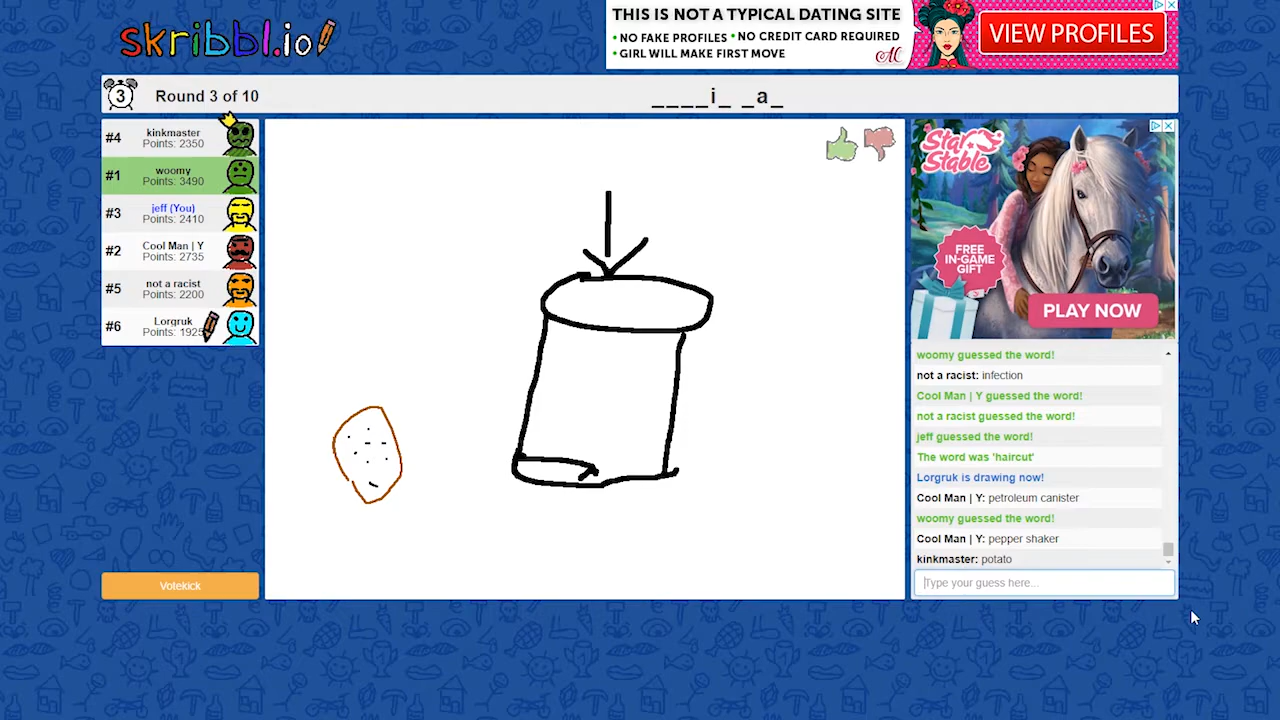 skribbl.io
THIS IS NOT A TYPICAL DATING SITE
• NO FAKE PROFILES • NO CREDIT CARD REQUIRED
• GIRL WILL MAKE FIRST MOVE
AC
VIEW PROFILES
3
Round 3 of 10
____i_ _a_
#4 kinkmaster
Points: 2350
#1 woomy
Points: 3490
#3 jeff (You)
Points: 2410
#2 Cool Man | Y
Points: 2735
#5 not a racist
Points: 2200
#6 Lorgruk
Points: 1925
Votekick
Star Stable
FREE
IN-GAME
GIFT
PLAY NOW
woomy guessed the word!
not a racist: infection
Cool Man | Y guessed the word!
not a racist guessed the word!
jeff guessed the word!
The word was 'haircut'
Lorgruk is drawing now!
Cool Man | Y: petroleum canister
woomy guessed the word!
Cool Man | Y: pepper shaker
kinkmaster: potato
Type your guess here...